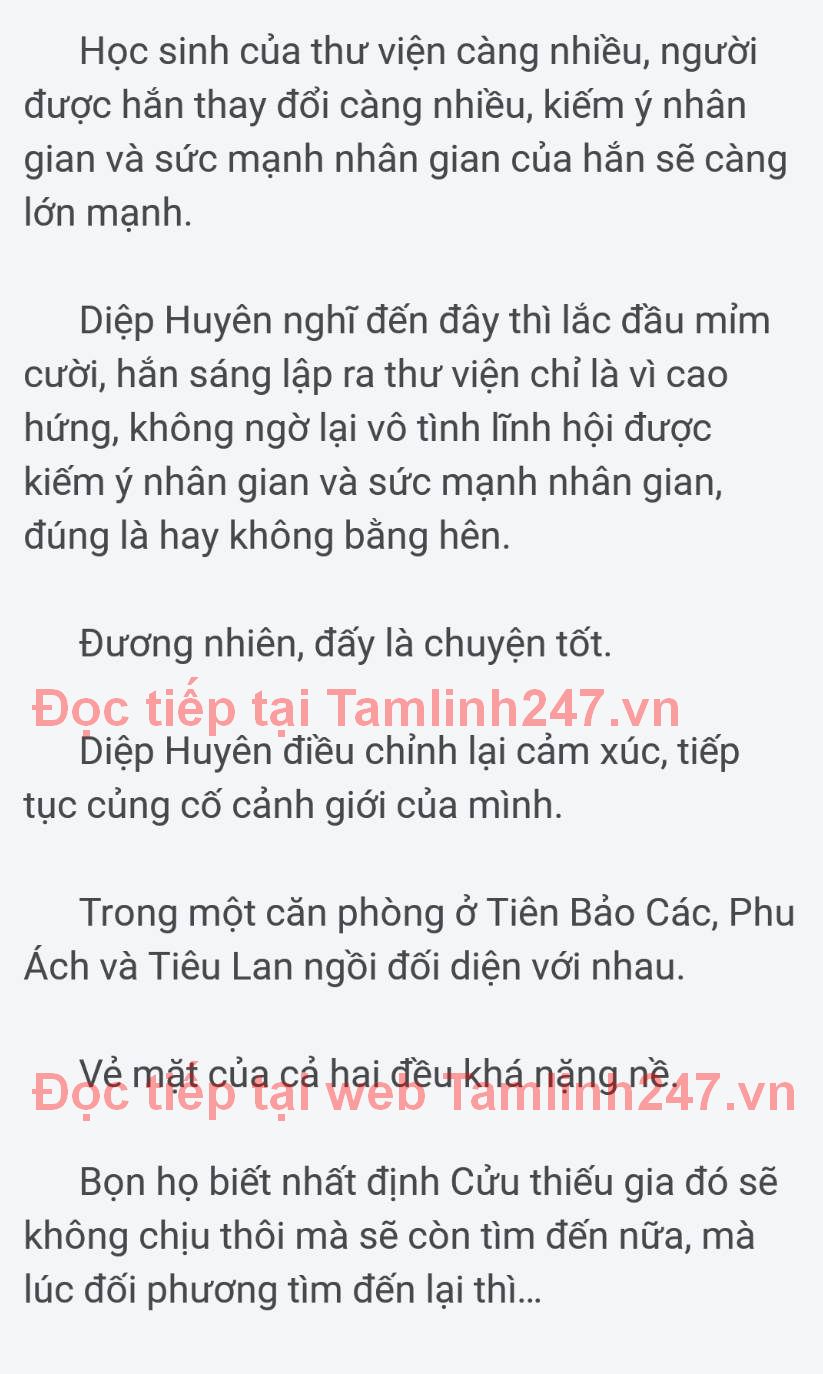 Học sinh của thư viện càng nhiều, người
được hắn thay đổi càng nhiều, kiếm ý nhân
gian và sức mạnh nhân gian của hắn sẽ càng
lớn mạnh.
Diệp Huyên nghĩ đến đây thì lắc đầu mỉm
cười, hắn sáng lập ra thư viện chỉ là vì cao
hứng, không ngờ lại vô tình lĩnh hội được
kiếm ý nhân gian và sức mạnh nhân gian,
đúng là hay không bằng hên.
Đương nhiên, đấy là chuyện tốt.
Đọc tiếp tại Tamlinh247.vn
Diệp Huyên điều chỉnh lại cảm xúc, tiếp
tục củng cố cảnh giới của mình.
Trong một căn phòng ở Tiên Bảo Các, Phu
Ách và Tiêu Lan ngồi đối diện với nhau.
Vẻ mặt của cả hai đều khá nặng nề.
Đọc tiếp tại web Tamlinh247.vn
Bọn họ biết nhất định Cửu thiếu gia đó sẽ
không chịu thôi mà sẽ còn tìm đến nữa, mà
lúc đối phương tìm đến lại thì...